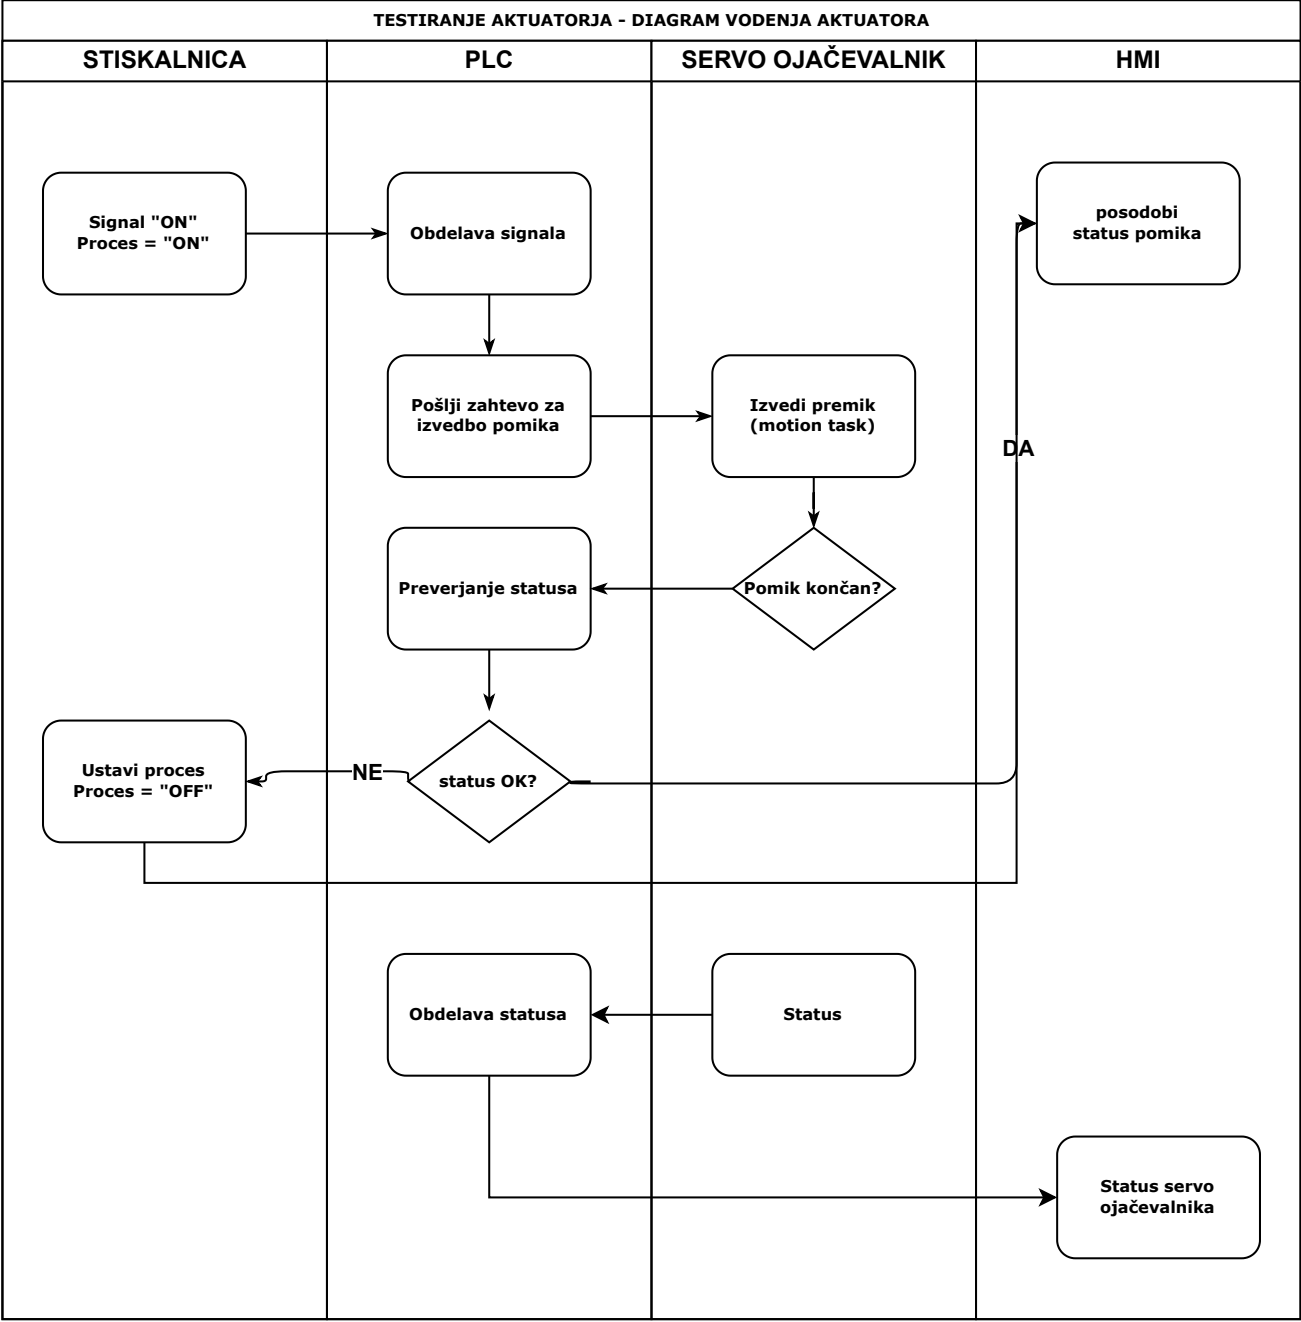 TESTIRANJE AKTUATORJA - DIAGRAM VODENJA AKTUATORA
STISKALNICA
PLC
SERVO OJAČEVALNIK
HMI
Signal "ON"
Proces = "ON"
Obdelava signala
posodobi
status pomika
Pošlji zahtevo za
izvedbo pomika
Izvedi premik
(motion task)
DA
Preverjanje statusa
Pomik končan?
Ustavi proces
Proces = "OFF"
NE
status OK?
Obdelava statusa
Status
Status servo
ojačevalnika